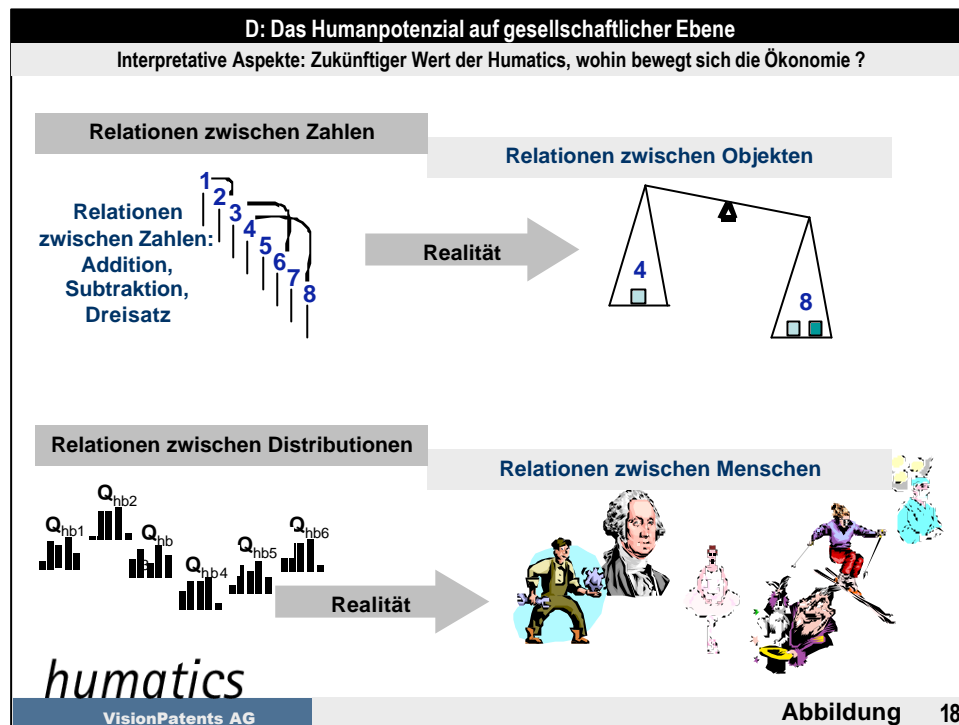 D: Das Humanpotenzial auf gesellschaftlicher Ebene
Interpretative Aspekte: Zukünftiger Wert der Humatics, wohin bewegt sich die Ökonomie ?
Relationen zwischen Zahlen
Relationen zwischen Objekten
Relationen
zwischen Zahlen:
Addition,
Subtraktion,
Dreisatz
1
2
3
4
5
6
7
8
Realität
4
8
Relationen zwischen Distributionen
Relationen zwischen Menschen
Qhb1
Qhb2
Qhb
Qhb4
Qhb5
Qhb6
Realität
humatics
VisionPatents AG
Abbildung 18